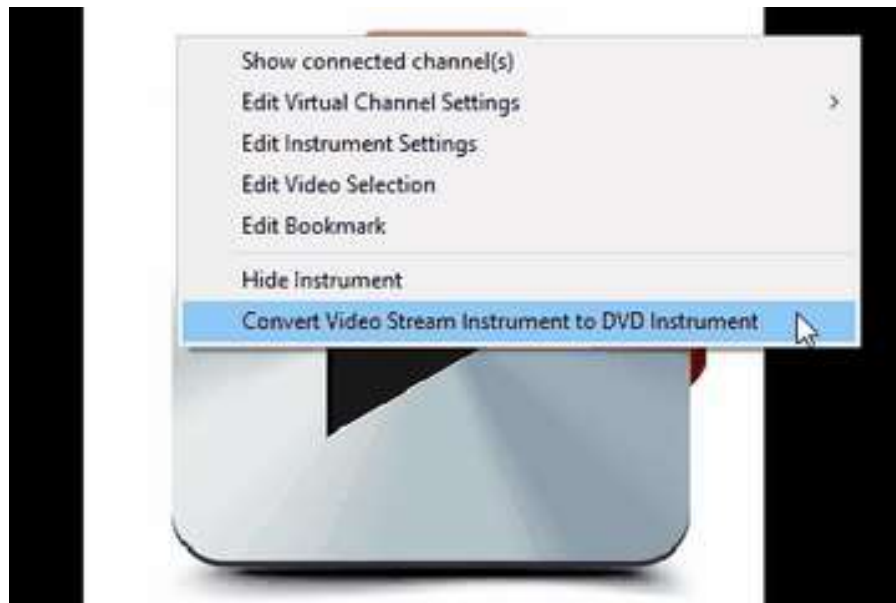 Show connected channel(s)
Edit Virtual Channel Settings
Edit Instrument Settings
Edit Video Selection
Edit Bookmark
Hide Instrument
Convert Video Stream Instrument to DVD Instrument